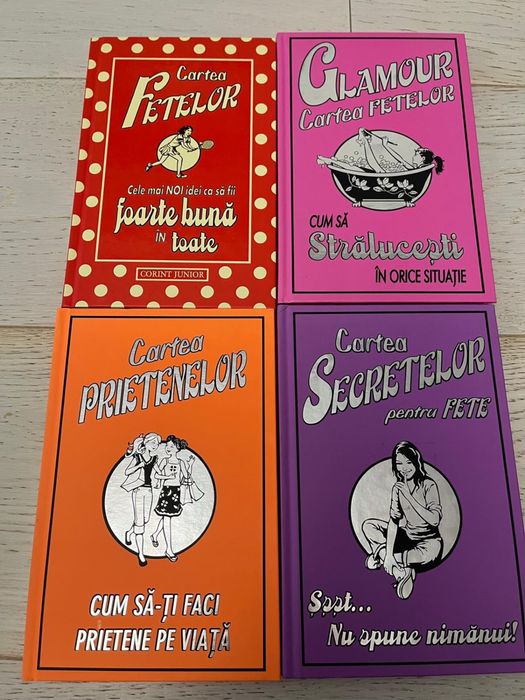 Cartea
FETELOR
Cele mai NOI idei ca să fii
foarte bună
ÎN toate
CORINT JUNIOR
GLAMOUR
Cartea FETELOR
CUM SĂ
Strălucești
ÎN ORICE SITUAȚIE
Cartea
PRIETENELOR
CUM SĂ-ȚI FACI
PRIETENE PE VIAȚĂ
Cartea
SECRETELOR
pentru FETE
Șșșt...
Nu spune nimănui!